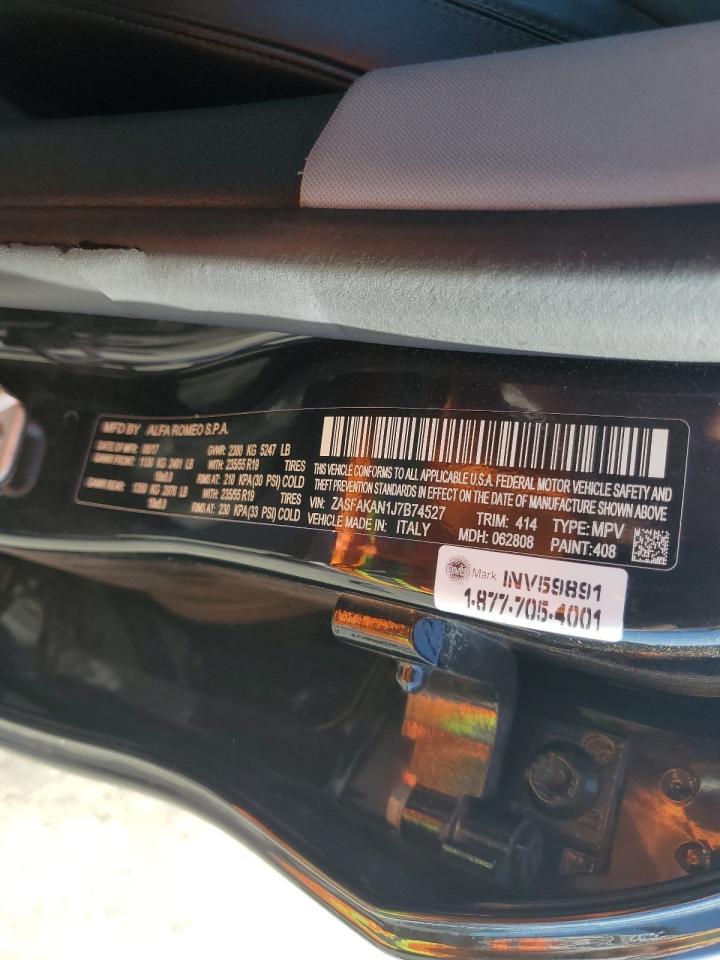 MFD BY ALFA ROMEO S.P.A.
DATE OF MFR 06/17 GVWR: 2380 KG 5247 LB
GAWR FRONT: 1130 KG 2491 LB WITH: 235/55 R19 TIRES
RIMS AT: 210 KPA(30 PSI) COLD
GAWR REAR: 1350 KG 2976 LB WITH: 235/55 R19 TIRES
RIMS AT: 230 KPA(33 PSI) COLD
THIS VEHICLE CONFORMS TO ALL APPLICABLE U.S.A. FEDERAL MOTOR VEHICLE SAFETY AND
THEFT PREVENTION STANDARDS IN EFFECT ON THE DATE OF MANUFACTURE SHOWN ABOVE
VIN: ZASFAKAN1J7B74527 TRIM: 414 TYPE: MPV
VEHICLE MADE IN: ITALY MDH: 062808 PAINT: 408
Mark INV59891
1-877-705-4001